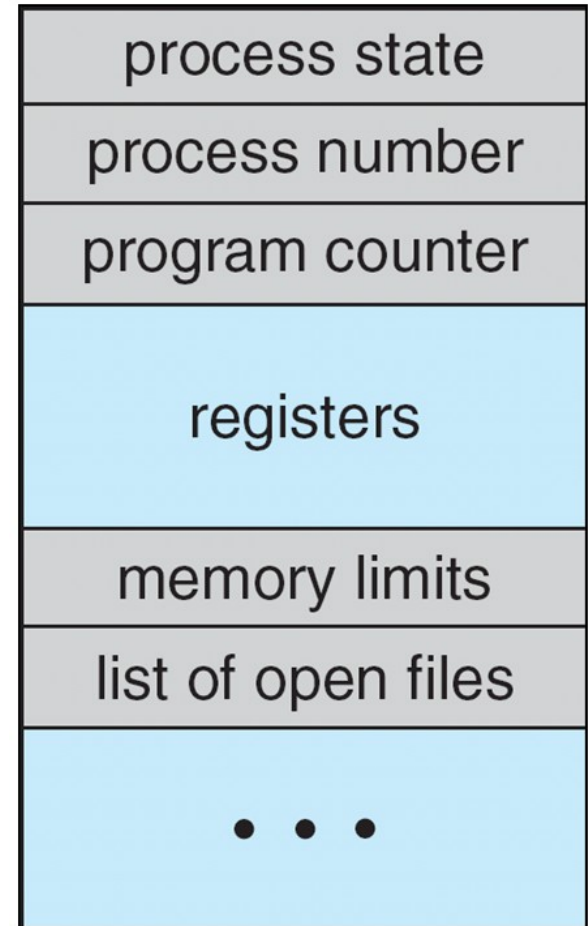 process state
process number
program counter
registers
memory limits
list of open files
• • •